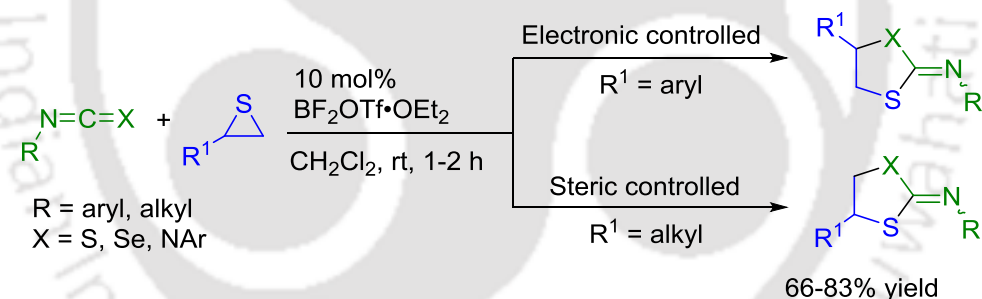 N=C=X
R
+
S
R¹
10 mol%
BF₂OTf•OEt₂
CH₂Cl₂, rt, 1-2 h
R = aryl, alkyl
X = S, Se, NAr
Electronic controlled
R¹ = aryl
R¹
X
S
N
R
Steric controlled
R¹ = alkyl
X
R¹
S
N
R
66-83% yield